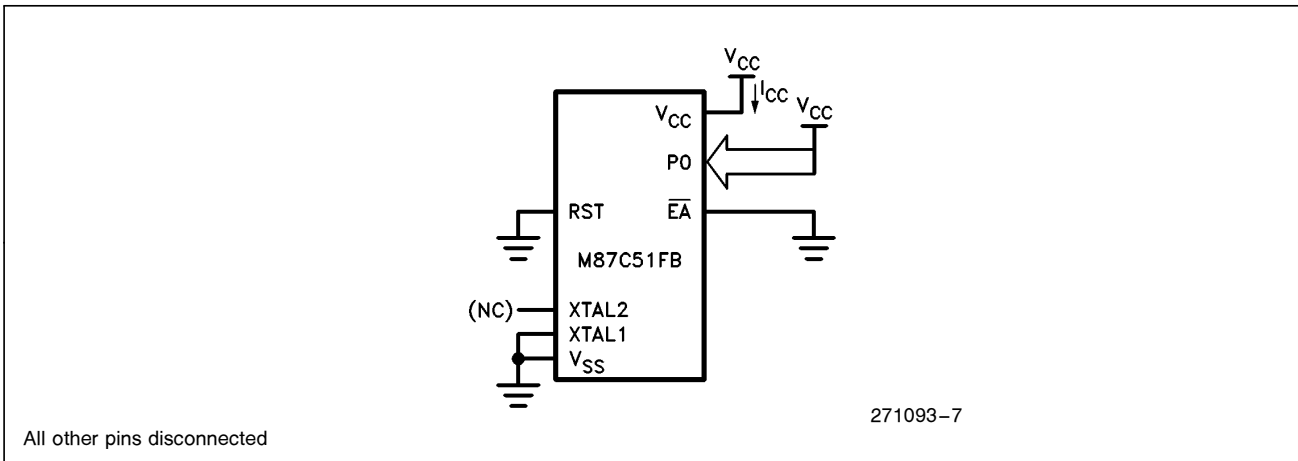 VCC
ICC
VCC
VCC
P0
RST
EA
M87C51FB
(NC)
XTAL2
XTAL1
VSS
271093–7
All other pins disconnected